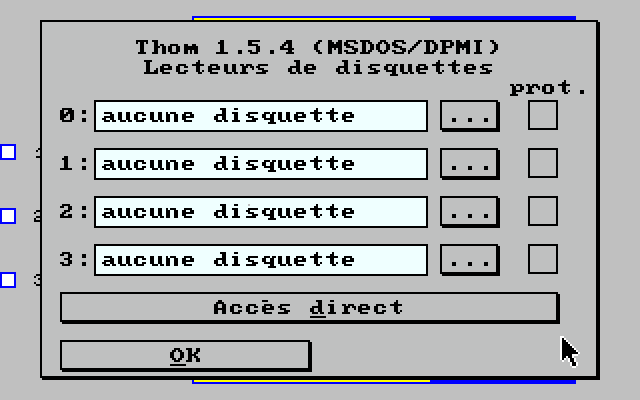 Thom 1.5.4 (MSDOS/DPMI)
Lecteurs de disquettes
prot.
0: aucune disquette ...
1: aucune disquette ...
2: aucune disquette ...
3: aucune disquette ...
Accès direct
OK